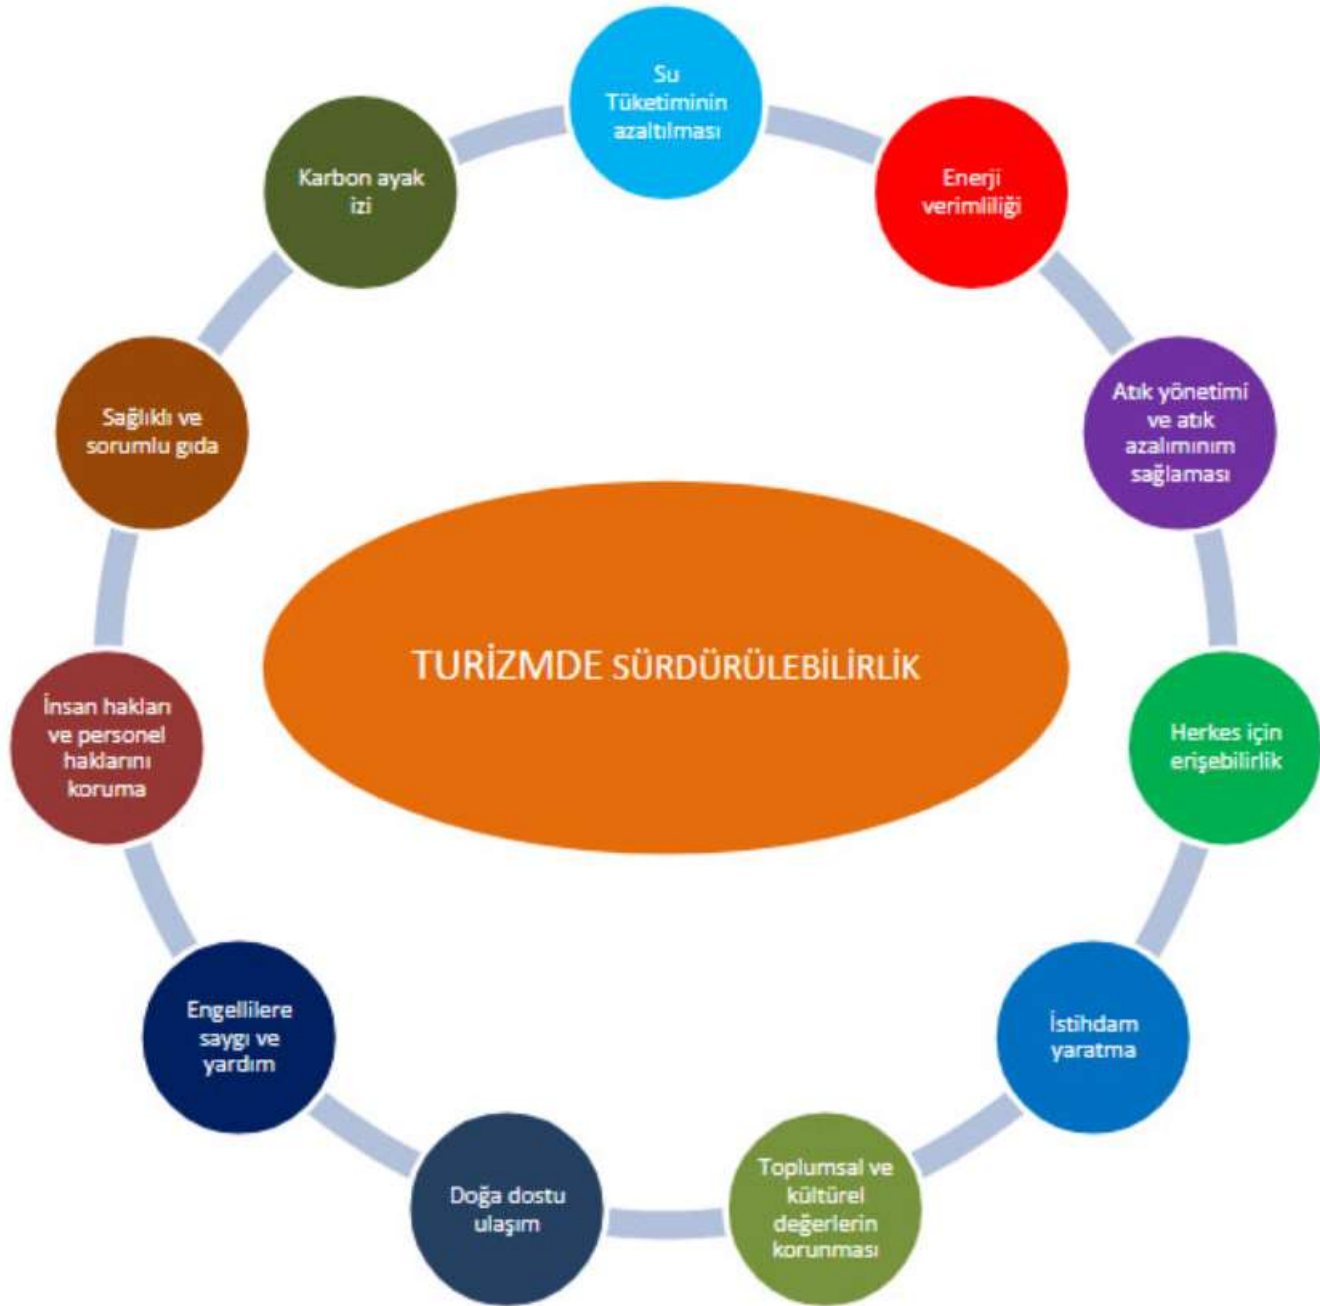 Su
Tüketiminin
azaltılması
Enerji
verimliliği
Atık yönetimi
ve atık
azalımınım
sağlaması
Herkes için
erişebilirlik
İstihdam
yaratma
Toplumsal ve
kültürel
değerlerin
korunması
Doğa dostu
ulaşım
Engellilere
saygı ve
yardım
İnsan hakları
ve personel
haklarını
koruma
Sağlıklı ve
sorumlu gıda
Karbon ayak
izi
TURİZMDE SÜRDÜRÜLEBİLİRLİK